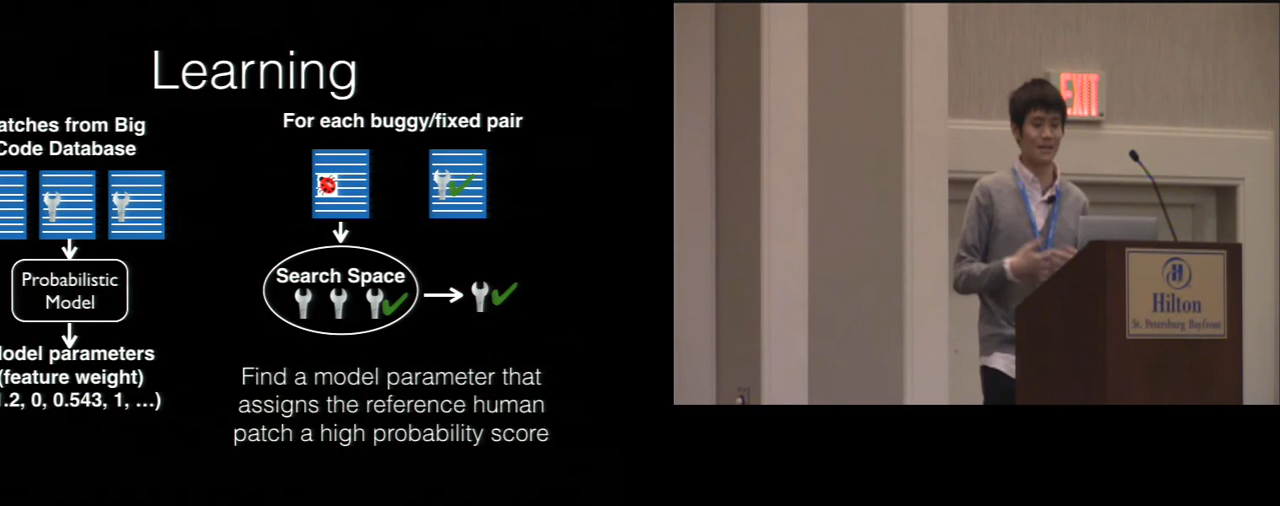 Learning
atches from Big
Code Database
Probabilistic
Model
odel parameters
(feature weight)
.2, 0, 0.543, 1, …)
For each buggy/fixed pair
Search Space
Find a model parameter that
assigns the reference human
patch a high probability score
EXIT
Hilton
St. Petersburg Bayfront